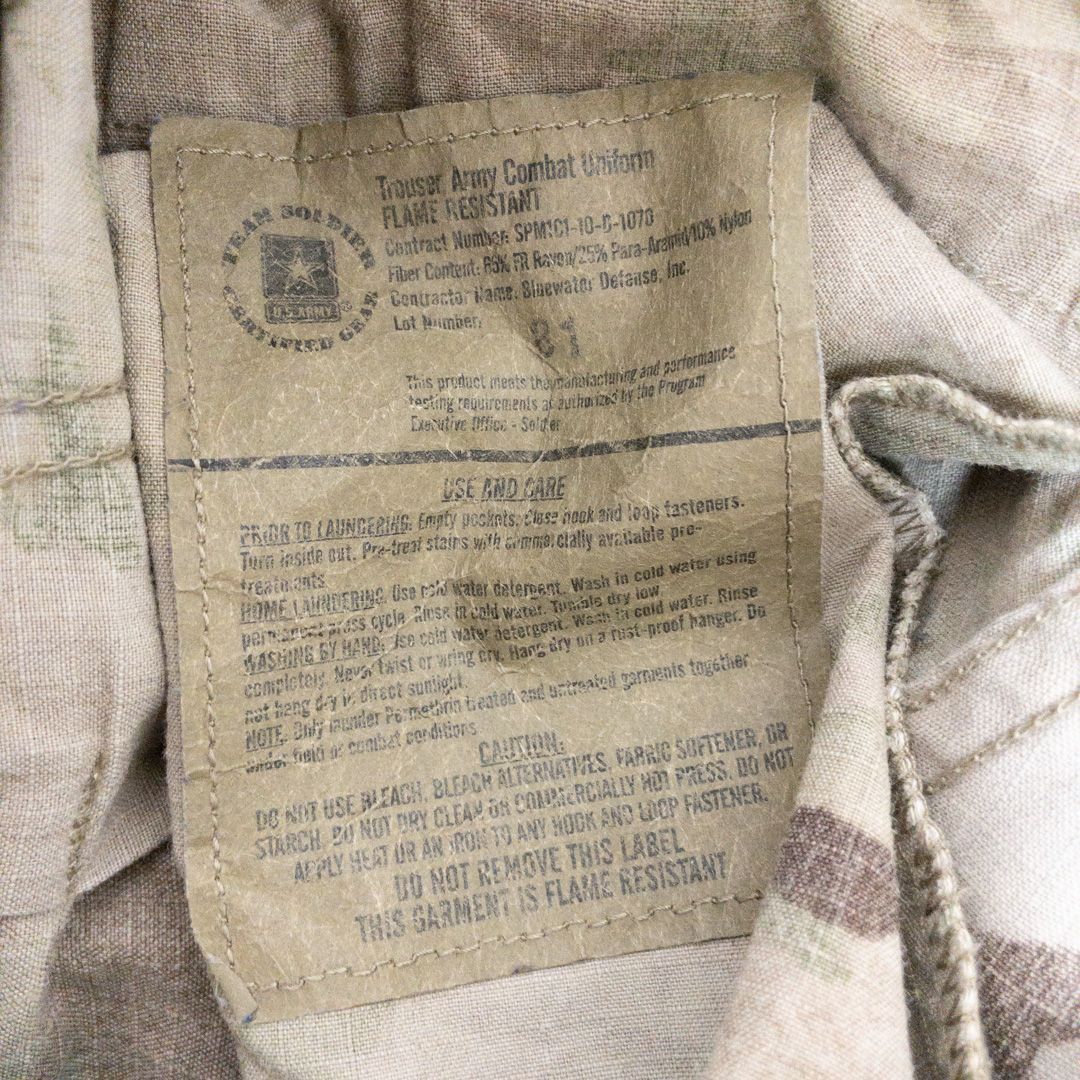 TEAM SOLDIER
U.S. ARMY
®
CERTIFIED GEAR
Trouser, Army Combat Uniform
FLAME RESISTANT
Contract Number: SPM1C1-10-D-1070
Fiber Content: 65% FR Rayon/25% Para-Aramid/10% Nylon
Contractor Name: Bluewater Defense, Inc.
Lot Number:
81
This product meets the manufacturing and performance
testing requirements as authorized by the Program
Executive Office - Soldier
USE AND CARE
PRIOR TO LAUNDERING: Empty pockets. Close hook and loop fasteners.
Turn inside out. Pre-treat stains with commercially available pre-
treatments
HOME LAUNDERING: Use cold water detergent. Wash in cold water using
permanent press cycle. Rinse in cold water. Tumble dry low
WASHING BY HAND: Use cold water detergent. Wash in cold water. Rinse
completely. Never twist or wring dry. Hang dry on a rust-proof hanger. Do
not hang dry in direct sunlight.
NOTE: Only launder Permethrin treated and untreated garments together
under field or combat conditions
CAUTION:
DO NOT USE BLEACH, BLEACH ALTERNATIVES, FABRIC SOFTENER, OR
STARCH. DO NOT DRY CLEAN OR COMMERCIALLY HOT PRESS. DO NOT
APPLY HEAT OR AN IRON TO ANY HOOK AND LOOP FASTENER.
DO NOT REMOVE THIS LABEL
THIS GARMENT IS FLAME RESISTANT